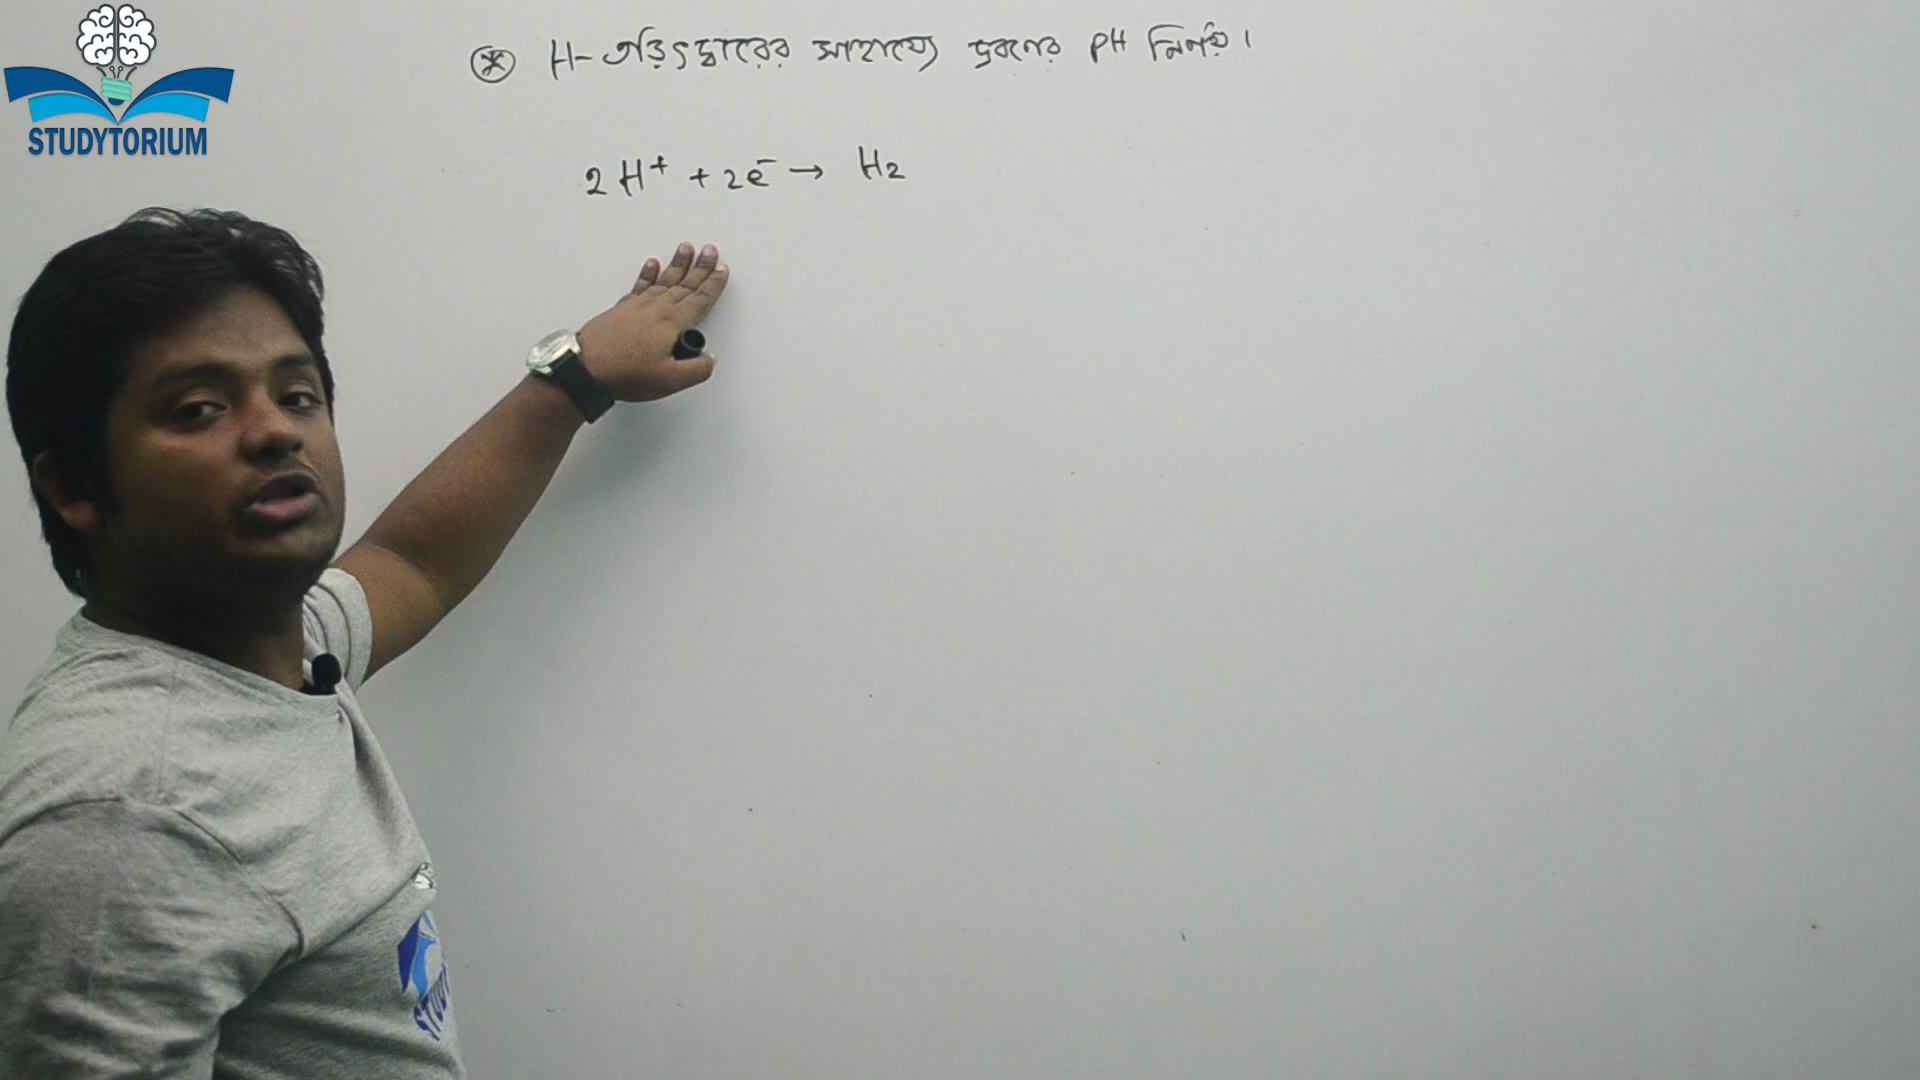 STUDYTORIUM
* H- তড়িৎদ্বারের সাহায্যে দ্রবণের pH নির্ণয়।
2H⁺ + 2e⁻ → H₂